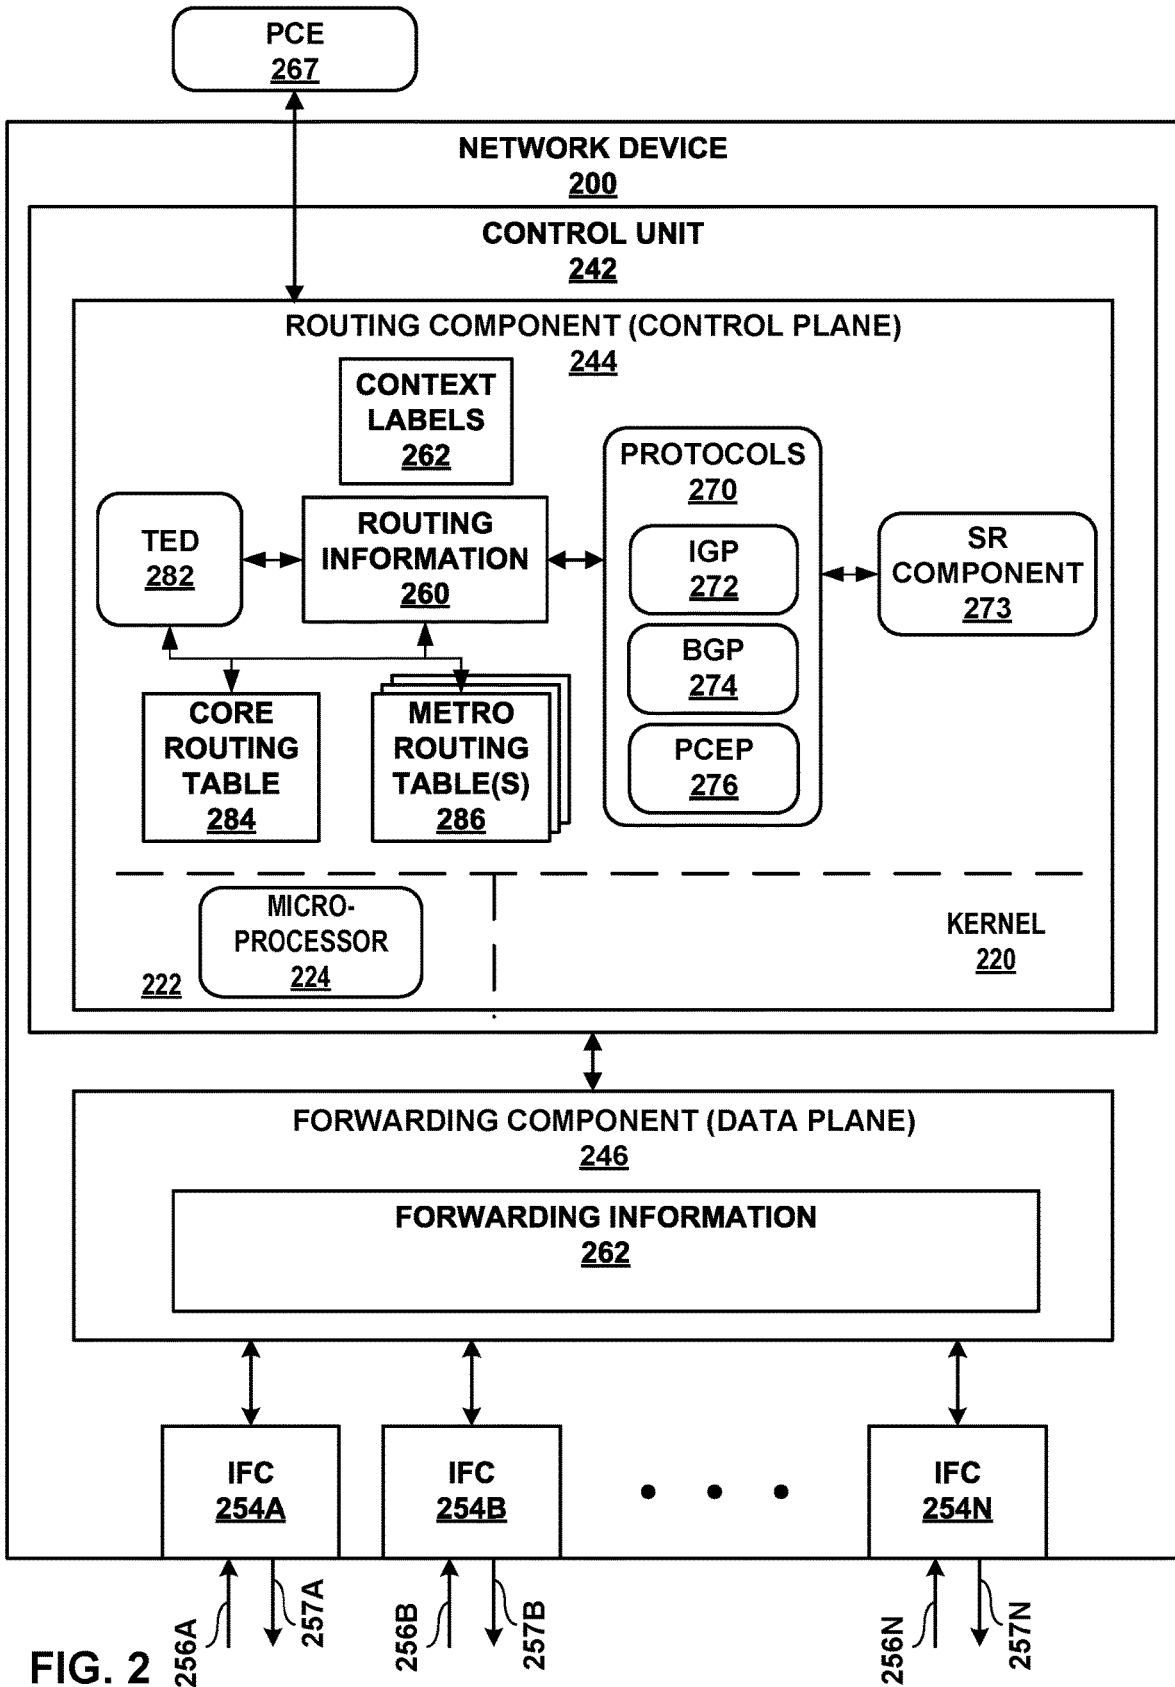 PCE
267
NETWORK DEVICE
200
CONTROL UNIT
242
ROUTING COMPONENT (CONTROL PLANE)
244
CONTEXT
LABELS
262
TED
282
ROUTING
INFORMATION
260
PROTOCOLS
270
IGP
272
BGP
274
PCEP
276
SR
COMPONENT
273
CORE
ROUTING
TABLE
284
METRO
ROUTING
TABLE(S)
286
MICRO-
PROCESSOR
224
222
KERNEL
220
FORWARDING COMPONENT (DATA PLANE)
246
FORWARDING INFORMATION
262
IFC
254A
IFC
254B
IFC
254N
256A
257A
256B
257B
256N
257N
FIG. 2